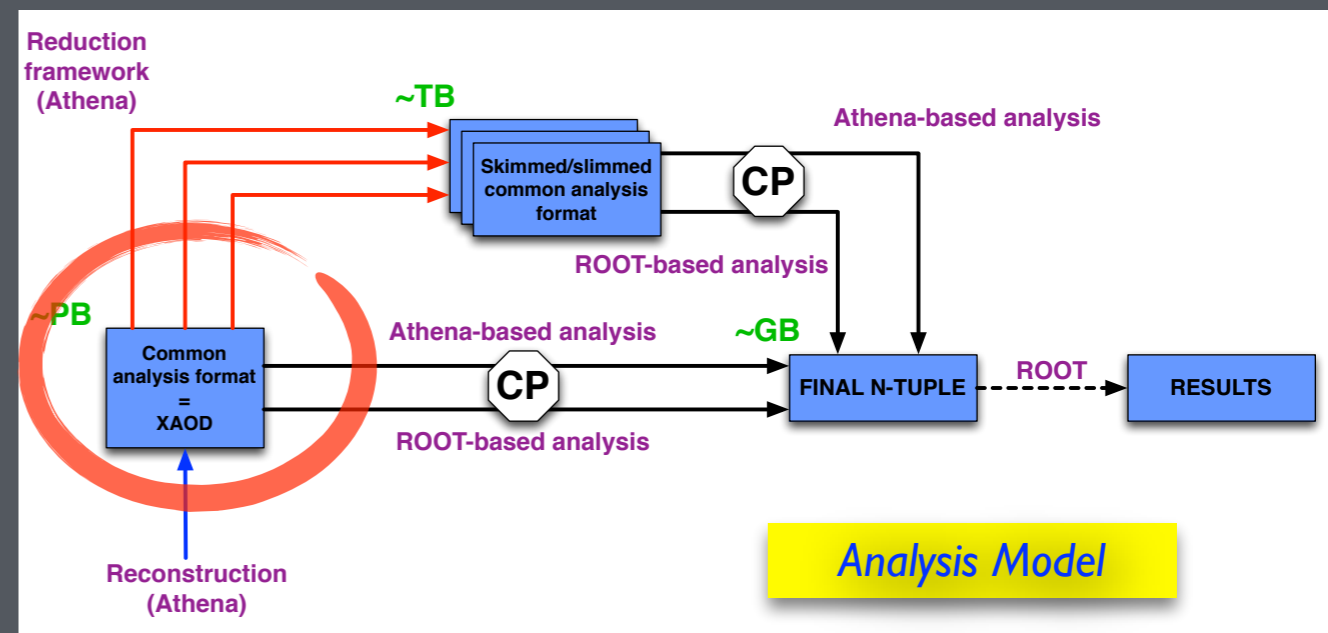 Reduction
framework
(Athena)
~TB
Athena-based analysis
Skimmed/slimmed
common analysis
format
CP
ROOT-based analysis
~PB
Common
analysis format
=
XAOD
Athena-based analysis
CP
ROOT-based analysis
~GB
FINAL N-TUPLE
ROOT
RESULTS
Reconstruction
(Athena)
Analysis Model